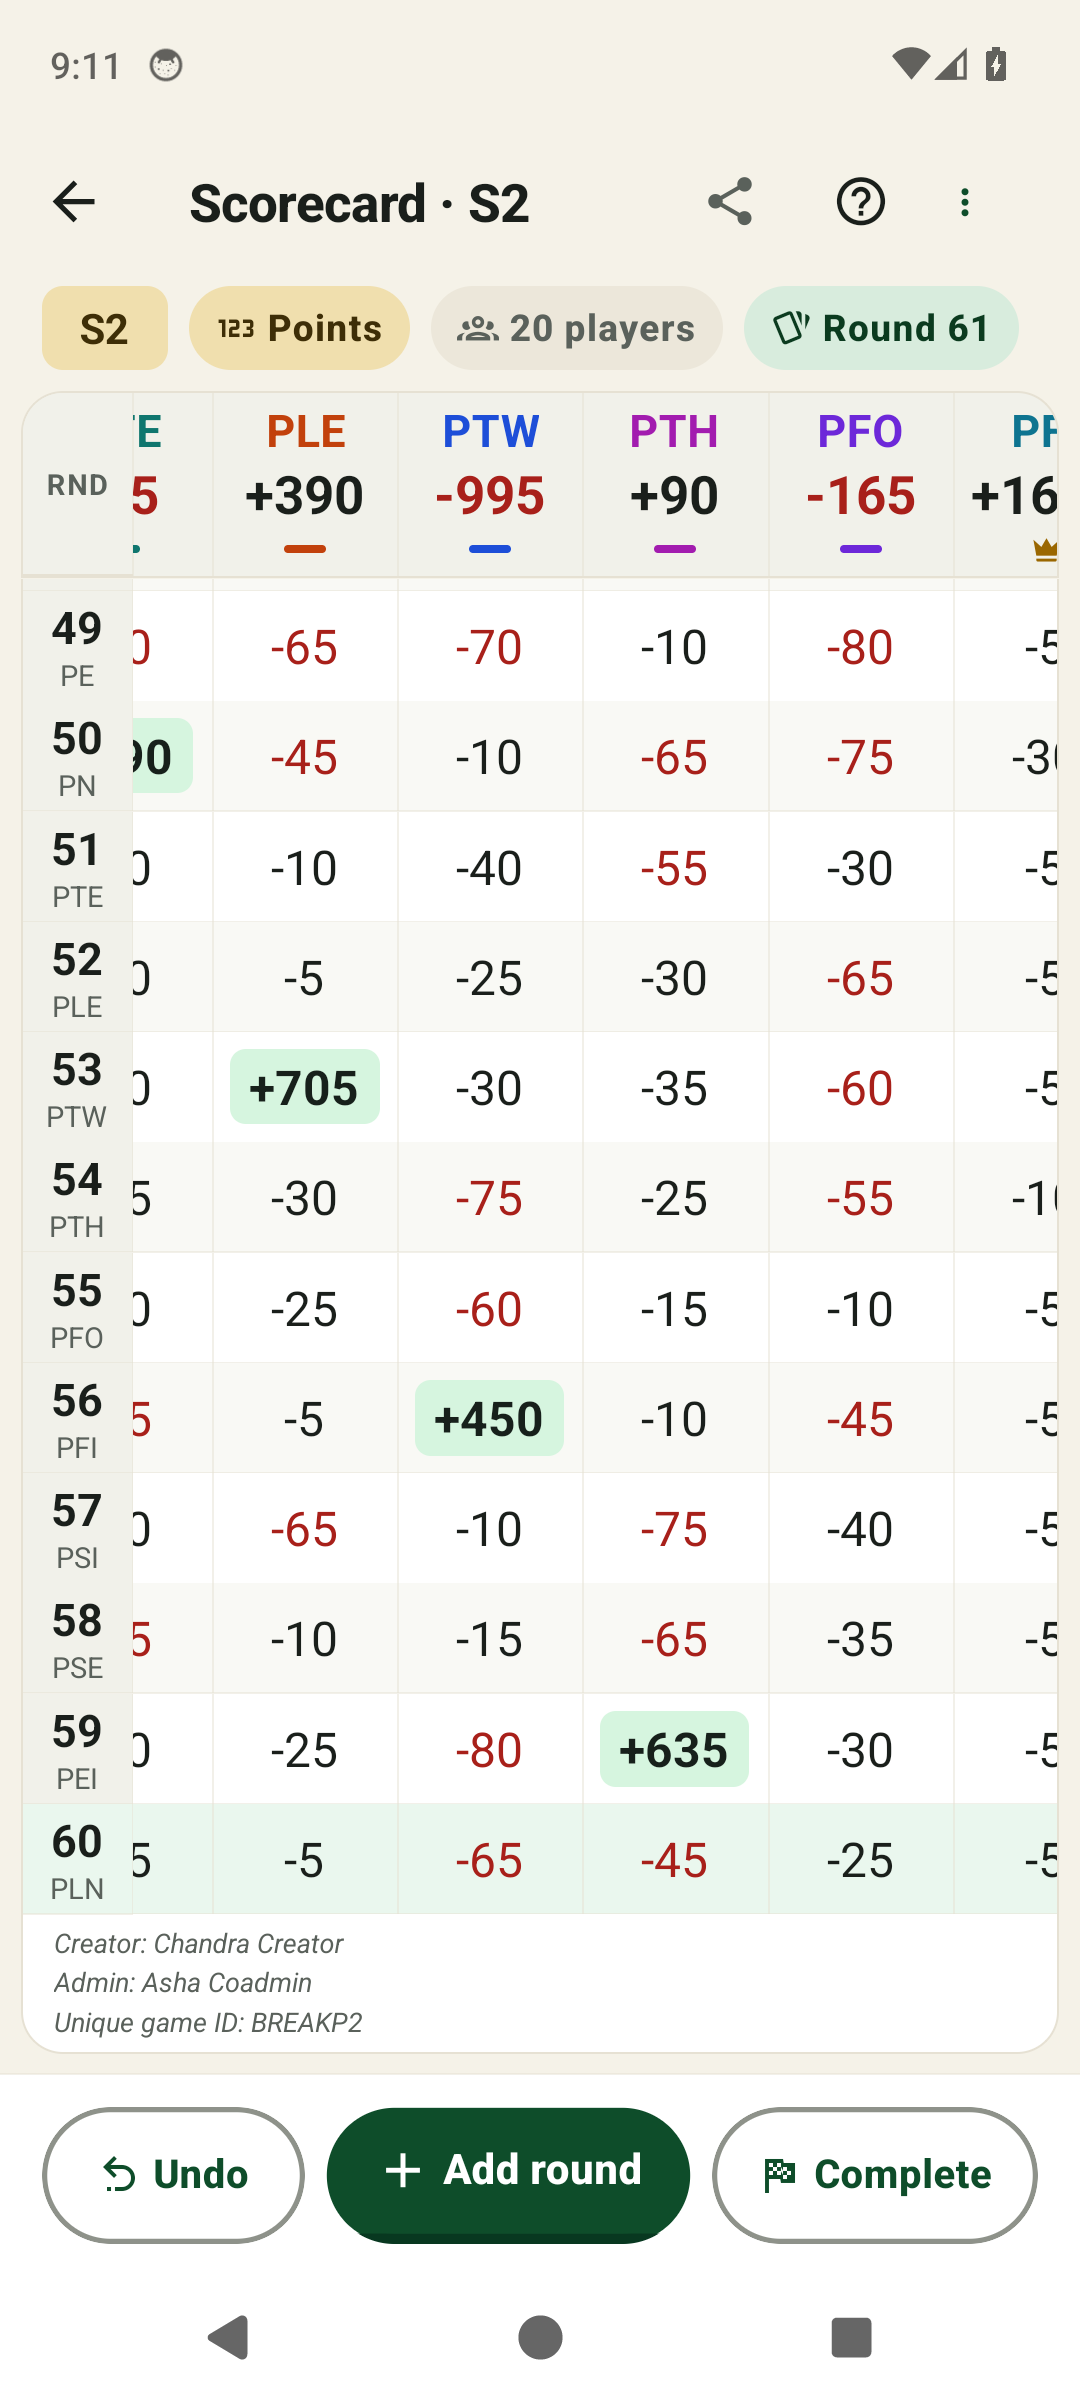 9:11
Scorecard · S2
S2 123 Points 20 players Round 61
RND PLE PTW PTH PFO
+390 -995 +90 -165
49 -65 -70 -10 -80
PE
50 -45 -10 -65 -75
PN
51 -10 -40 -55 -30
PTE
52 -5 -25 -30 -65
PLE
53 +705 -30 -35 -60
PTW
54 -30 -75 -25 -55
PTH
55 -25 -60 -15 -10
PFO
56 -5 +450 -10 -45
PFI
57 -65 -10 -75 -40
PSI
58 -10 -15 -65 -35
PSE
59 -25 -80 +635 -30
PEI
60 -5 -65 -45 -25
PLN
Creator: Chandra Creator
Admin: Asha Coadmin
Unique game ID: BREAKP2
Undo + Add round Complete